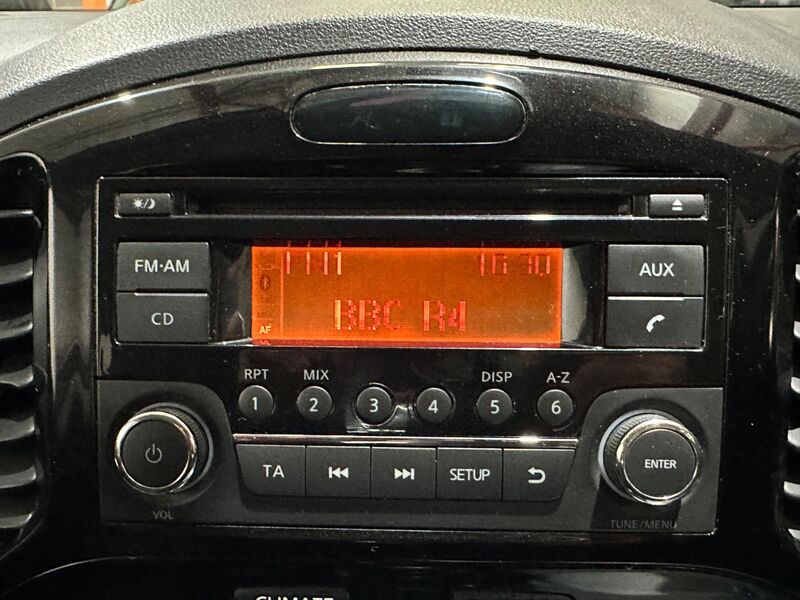 FM1 16:30
FM·AM
AUX
CD
AF
BBC R4
RPT MIX DISP A-Z
1 2 3 4 5 6
TA SETUP ENTER
VOL
TUNE/MENU
CLIMATE